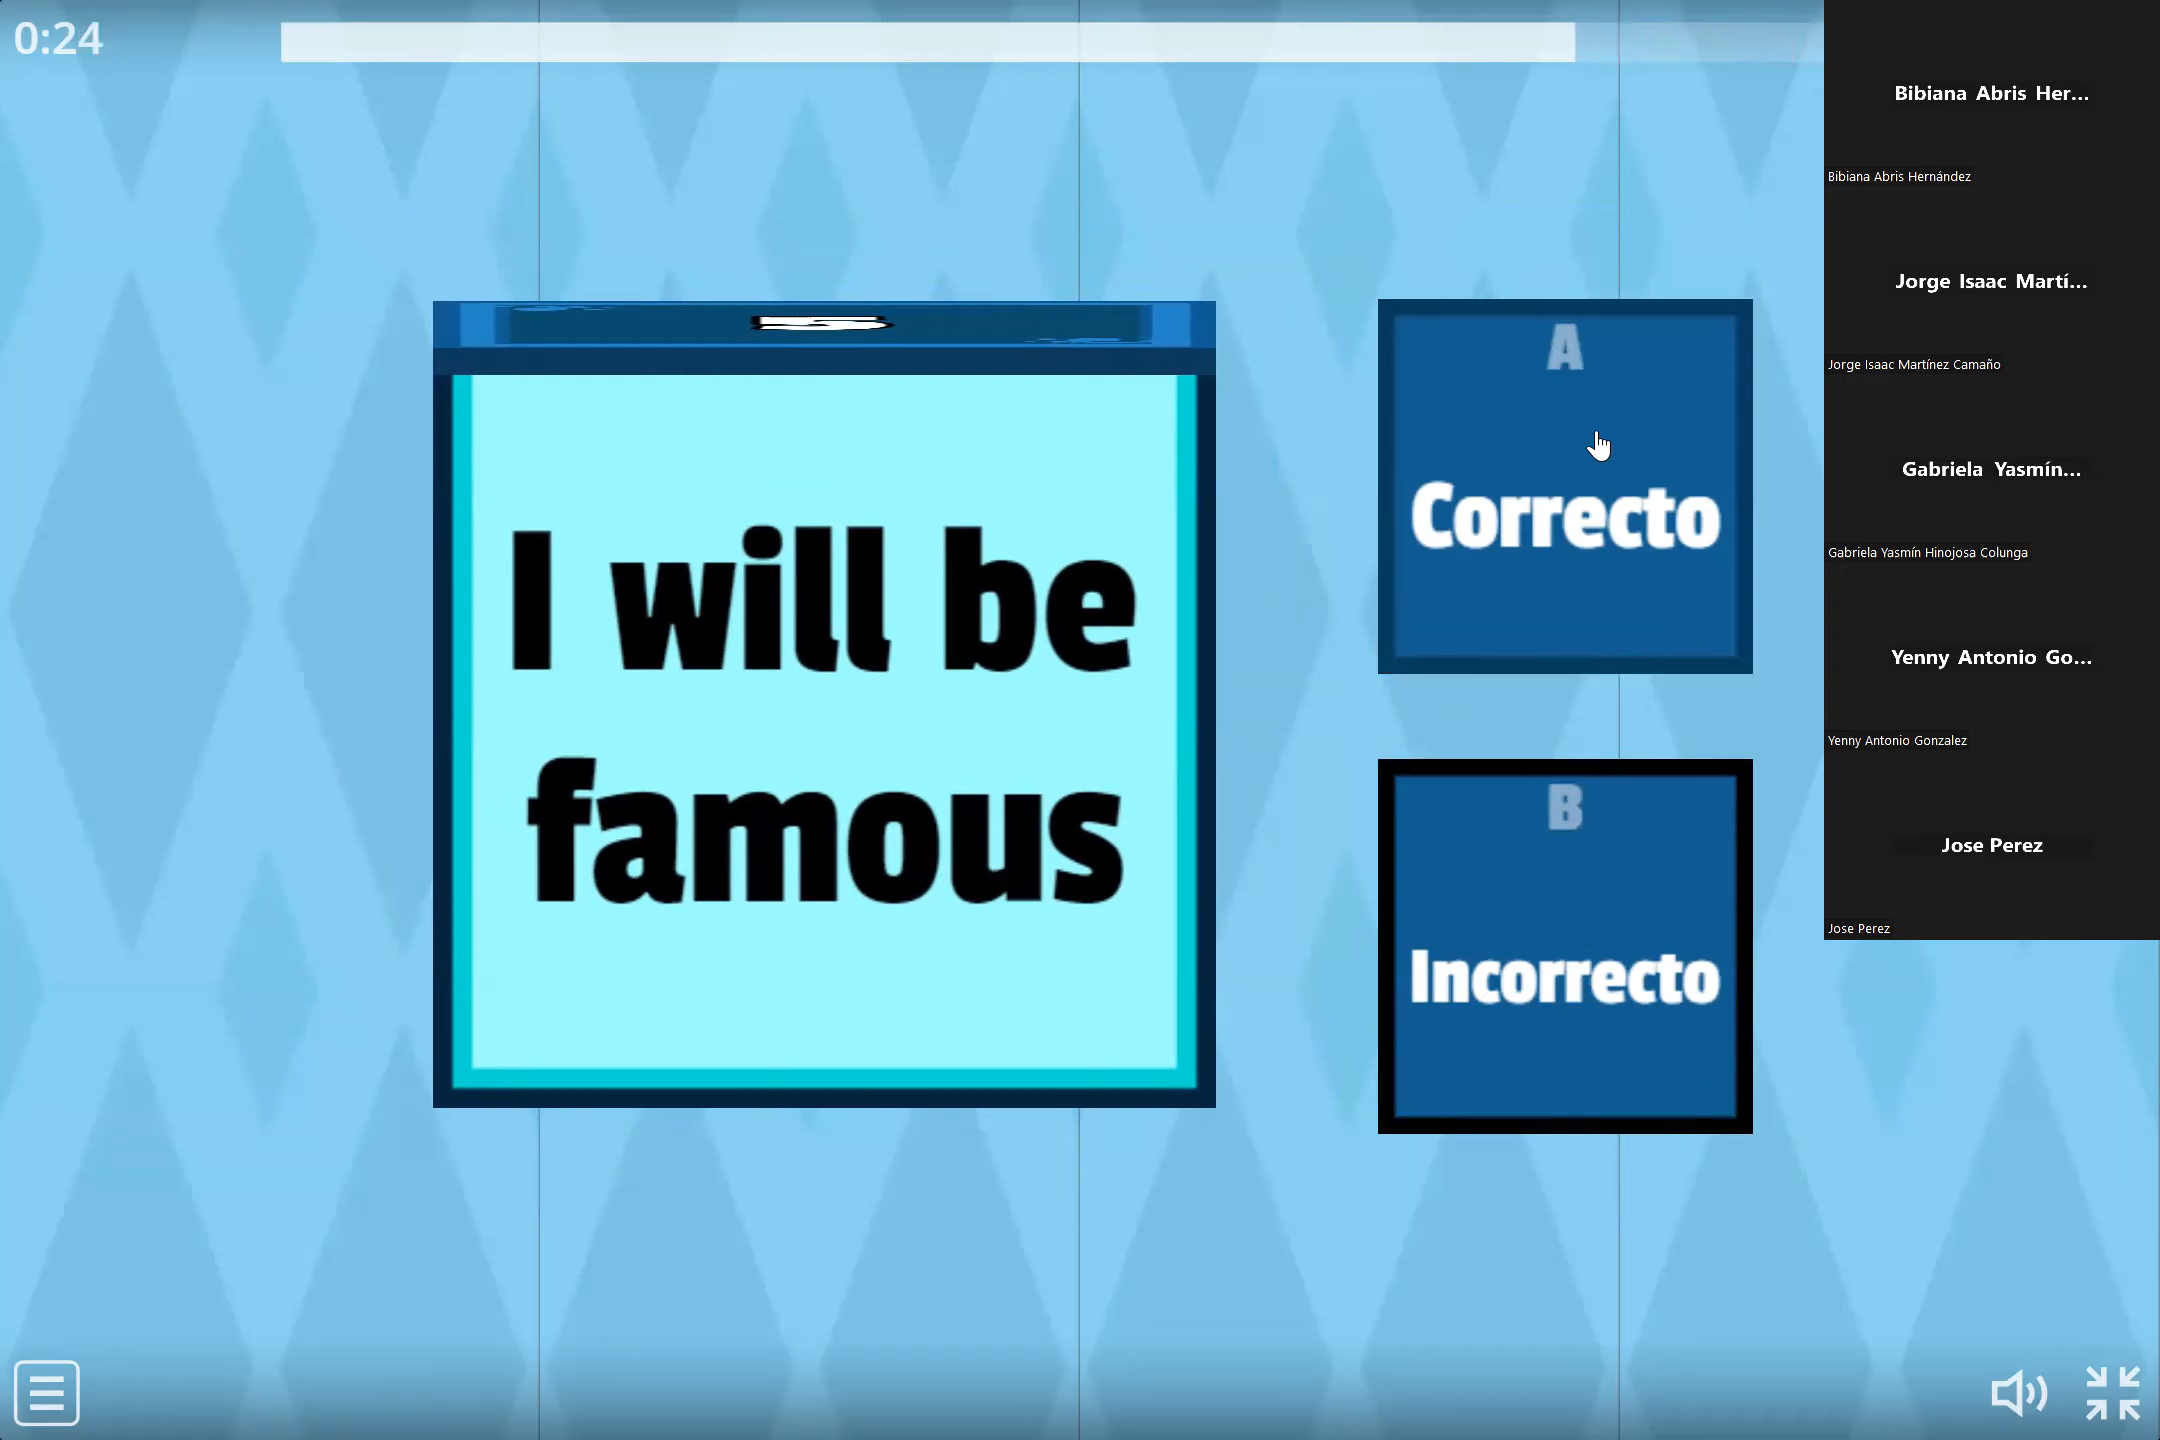 0:24
5
I will be
famous
A
Correcto
B
Incorrecto
Bibiana Abris Her...
Bibiana Abris Hernández
Jorge Isaac Martí...
Jorge Isaac Martínez Camaño
Gabriela Yasmín...
Gabriela Yasmín Hinojosa Colunga
Yenny Antonio Go...
Yenny Antonio Gonzalez
Jose Perez
Jose Perez